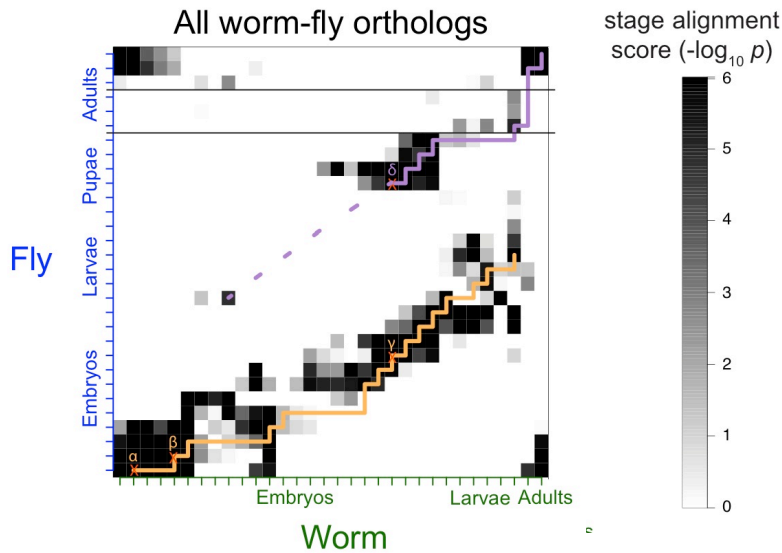 All worm-fly orthologs
stage alignment
score (-log10 p)
6
5
4
3
2
1
0
Fly
Adults
Pupae
Larvae
Embryos
δ
γ
β
α
Embryos
Larvae
Adults
Worm
s